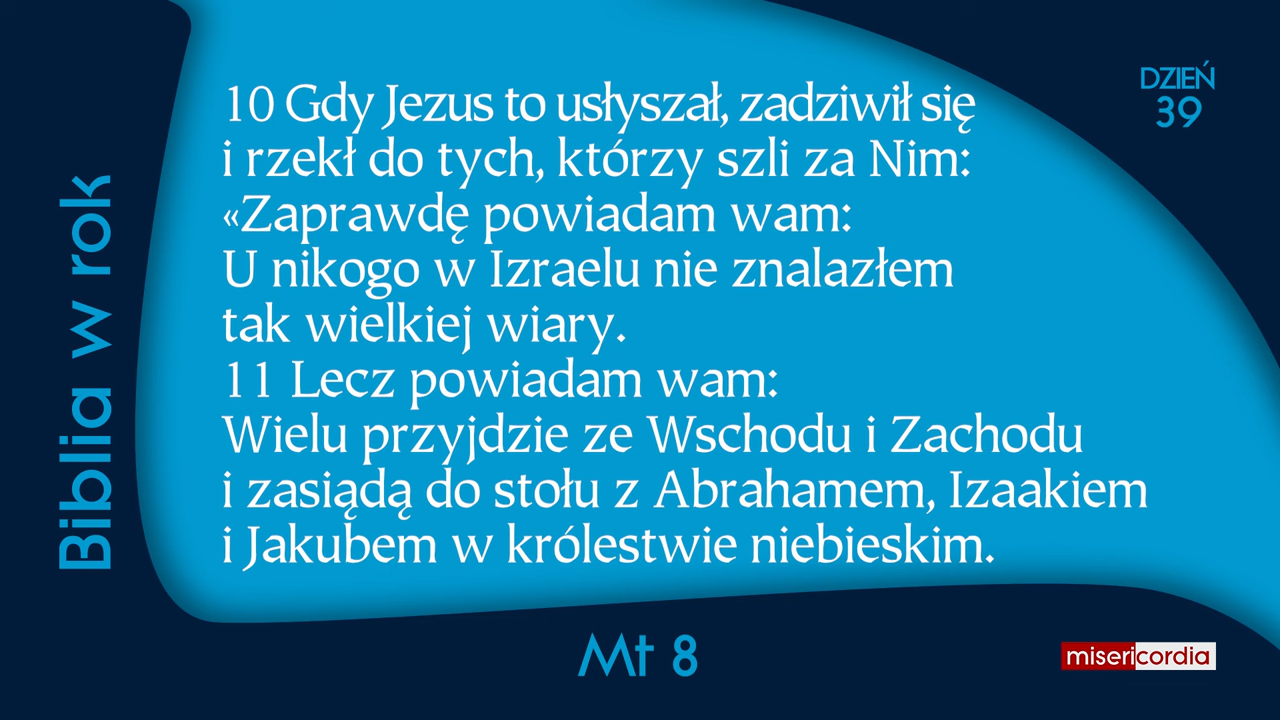 DZIEŃ
39
10 Gdy Jezus to usłyszał, zadziwił się
i rzekł do tych, którzy szli za Nim:
«Zaprawdę powiadam wam:
U nikogo w Izraelu nie znalazłem
tak wielkiej wiary.
11 Lecz powiadam wam:
Wielu przyjdzie ze Wschodu i Zachodu
i zasiądą do stołu z Abrahamem, Izaakiem
i Jakubem w królestwie niebieskim.
Biblia w rok
Mt 8
misericordia